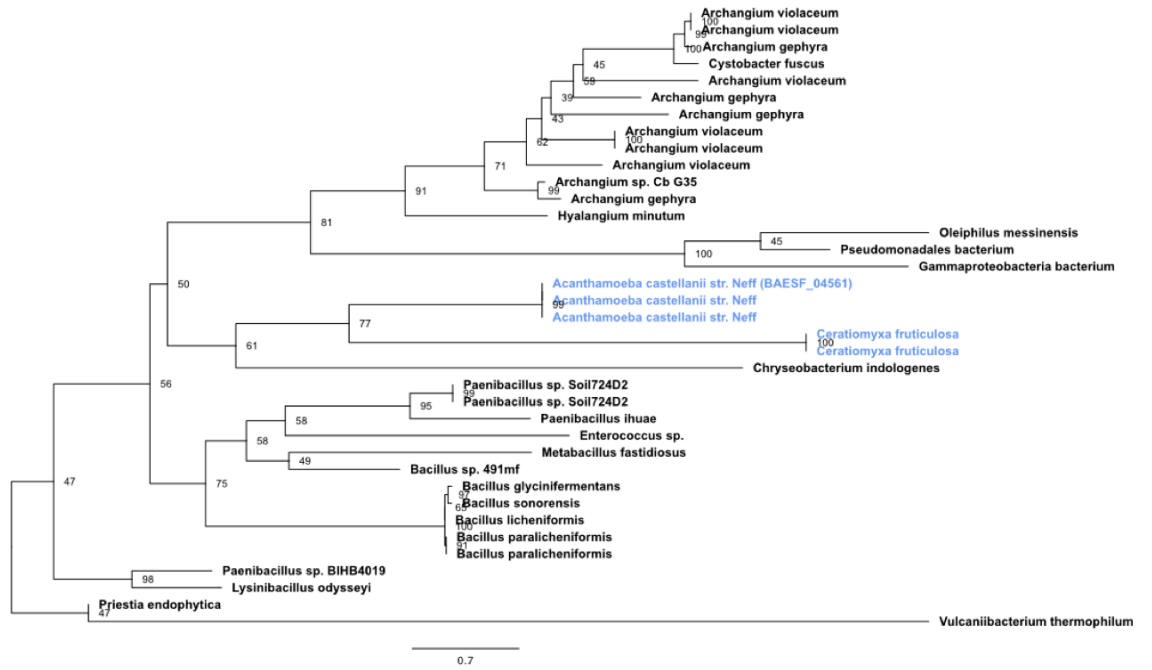 Archangium violaceum
100
Archangium violaceum
99
Archangium gephyra
100
Cystobacter fuscus
45
Archangium violaceum
59
Archangium gephyra
39
Archangium gephyra
43
Archangium violaceum
100
62
Archangium violaceum
Archangium violaceum
71
Archangium sp. Cb G35
99
91
Archangium gephyra
Hyalangium minutum
81
Oleiphilus messinensis
45
Pseudomonadales bacterium
100
Gammaproteobacteria bacterium
50
Acanthamoeba castellanii str. Neff (BAESF_04561)
Acanthamoeba castellanii str. Neff
99
Acanthamoeba castellanii str. Neff
77
Ceratiomyxa fruticulosa
100
61
Ceratiomyxa fruticulosa
Chryseobacterium indologenes
56
Paenibacillus sp. Soil724D2
99
Paenibacillus sp. Soil724D2
95
Paenibacillus ihuae
58
Enterococcus sp.
58
Metabacillus fastidiosus
49
Bacillus sp. 491mf
47
75
Bacillus glycinifermentans
97
Bacillus sonorensis
65
Bacillus licheniformis
100
Bacillus paralicheniformis
91
Bacillus paralicheniformis
Paenibacillus sp. BIHB4019
98
Lysinibacillus odysseyi
Priestia endophytica
47
Vulcaniibacterium thermophilum
0.7